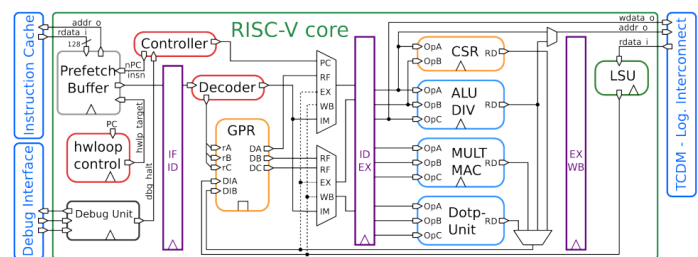 RISC-V core
Instruction Cache
Debug Interface
addr_o
rdata_i
128
Prefetch
Buffer
nPC
insn
Controller
PC
hwloop
control
hwlp_target
dbg_halt
Debug Unit
IF
ID
Decoder
GPR
rA
rB
rC
DIA
DIB
DA
DB
DC
PC
RF
EX
WB
IM
RF
RF
EX
WB
IM
ID
EX
OpA
OpB
CSR
RD
OpA
OpB
OpC
ALU
DIV
RD
OpA
OpB
OpC
MULT
MAC
RD
OpA
OpB
OpC
Dotp-
Unit
RD
EX
WB
wdata_o
addr_o
rdata_i
LSU
TCDM - Log. Interconnect